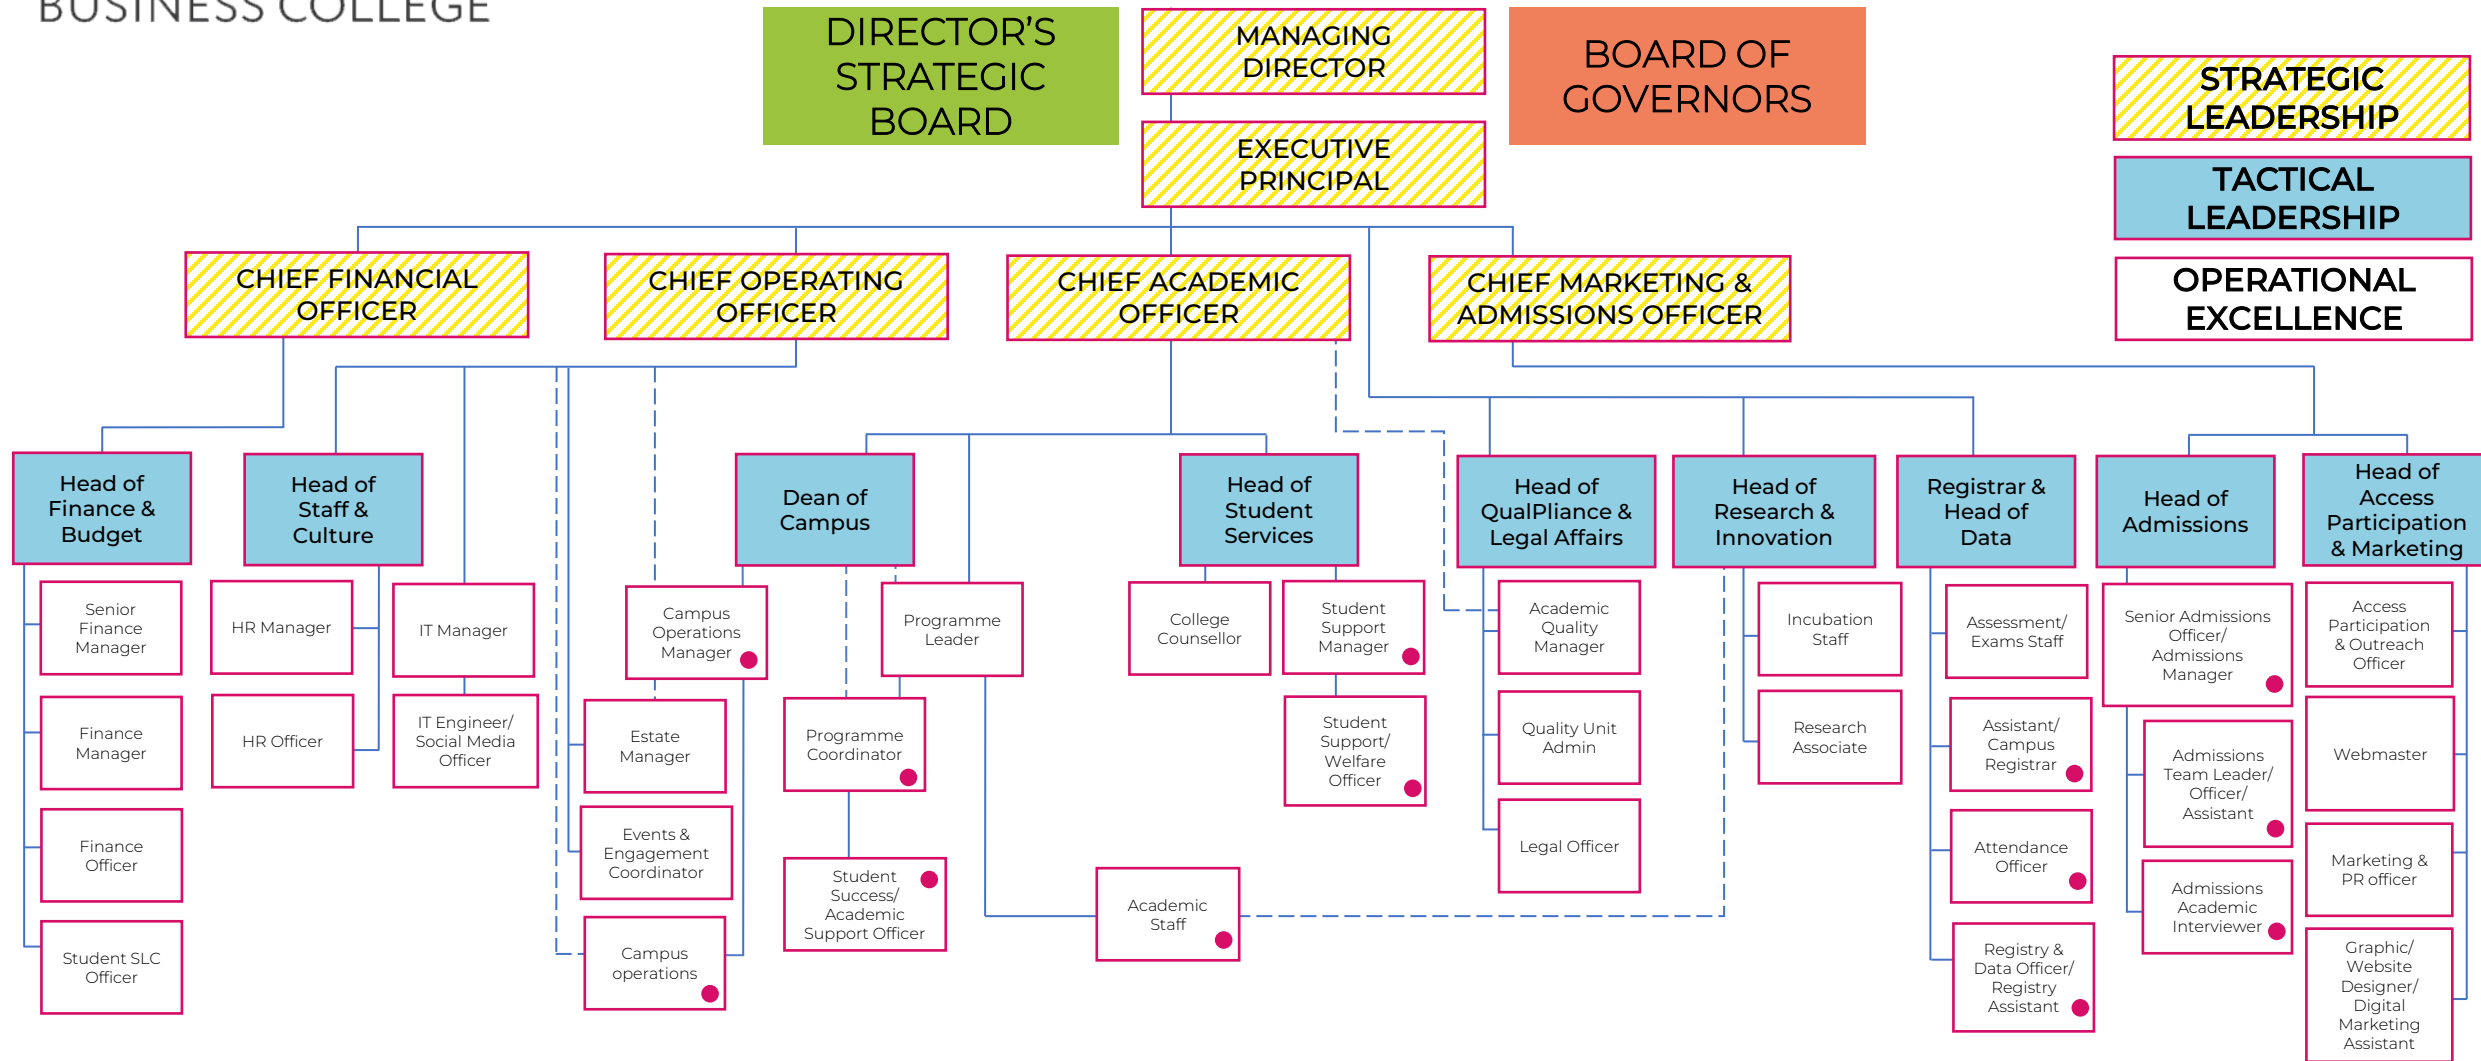 BUSINESS COLLEGE
DIRECTOR'S
STRATEGIC
BOARD
MANAGING
DIRECTOR
BOARD OF
GOVERNORS
EXECUTIVE
PRINCIPAL
STRATEGIC
LEADERSHIP
TACTICAL
LEADERSHIP
OPERATIONAL
EXCELLENCE
CHIEF FINANCIAL
OFFICER
CHIEF OPERATING
OFFICER
CHIEF ACADEMIC
OFFICER
CHIEF MARKETING &
ADMISSIONS OFFICER
Head of
Finance &
Budget
Head of
Staff &
Culture
Dean of
Campus
Head of
Student
Services
Head of
QualPliance &
Legal Affairs
Head of
Research &
Innovation
Registrar &
Head of
Data
Head of
Admissions
Head of
Access
Participation
& Marketing
Senior
Finance
Manager
Finance
Manager
Finance
Officer
Student SLC
Officer
HR Manager
HR Officer
IT Manager
IT Engineer/
Social Media
Officer
Campus
Operations
Manager
Estate
Manager
Events &
Engagement
Coordinator
Campus
operations
Programme
Leader
Programme
Coordinator
Student
Success/
Academic
Support Officer
Academic
Staff
College
Counsellor
Student
Support
Manager
Student
Support/
Welfare
Officer
Academic
Quality
Manager
Quality Unit
Admin
Legal Officer
Incubation
Staff
Research
Associate
Assessment/
Exams Staff
Assistant/
Campus
Registrar
Attendance
Officer
Registry &
Data Officer/
Registry
Assistant
Senior Admissions
Officer/
Admissions
Manager
Admissions
Team Leader/
Officer/
Assistant
Admissions
Academic
Interviewer
Access
Participation
& Outreach
Officer
Webmaster
Marketing &
PR officer
Graphic/
Website
Designer/
Digital
Marketing
Assistant